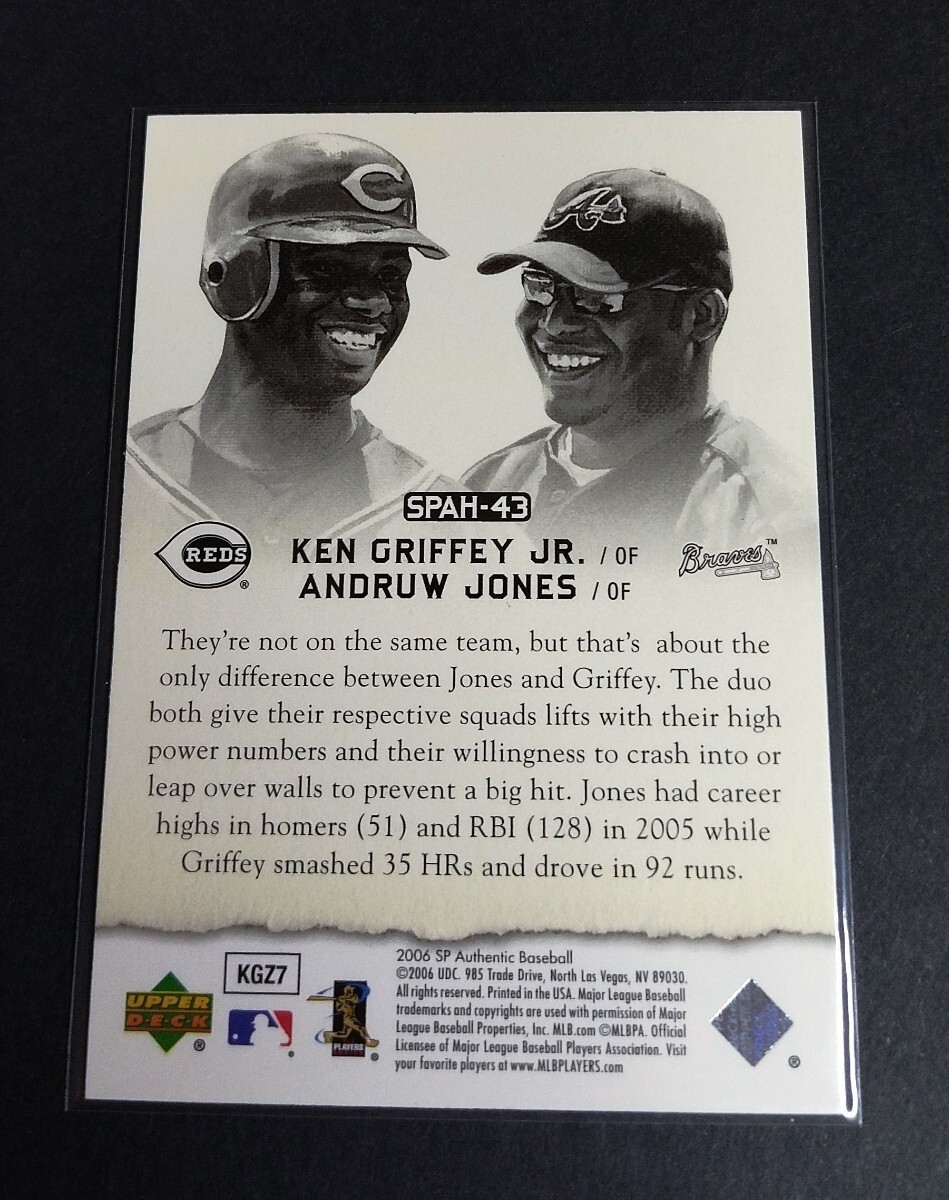 SPAH-43
REDS ®
KEN GRIFFEY JR. / OF
Braves ™
ANDRUW JONES / OF
They're not on the same team, but that's about the
only difference between Jones and Griffey. The duo
both give their respective squads lifts with their high
power numbers and their willingness to crash into or
leap over walls to prevent a big hit. Jones had career
highs in homers (51) and RBI (128) in 2005 while
Griffey smashed 35 HRs and drove in 92 runs.
KGZ7
UPPER
D·E·C·K ®
®
PLAYERS ®
2006 SP Authentic Baseball
©2006 UDC. 985 Trade Drive, North Las Vegas, NV 89030.
All rights reserved. Printed in the USA. Major League Baseball
trademarks and copyrights are used with permission of Major
League Baseball Properties, Inc. MLB.com ©MLBPA. Official
Licensee of Major League Baseball Players Association. Visit
your favorite players at www.MLBPLAYERS.com
®